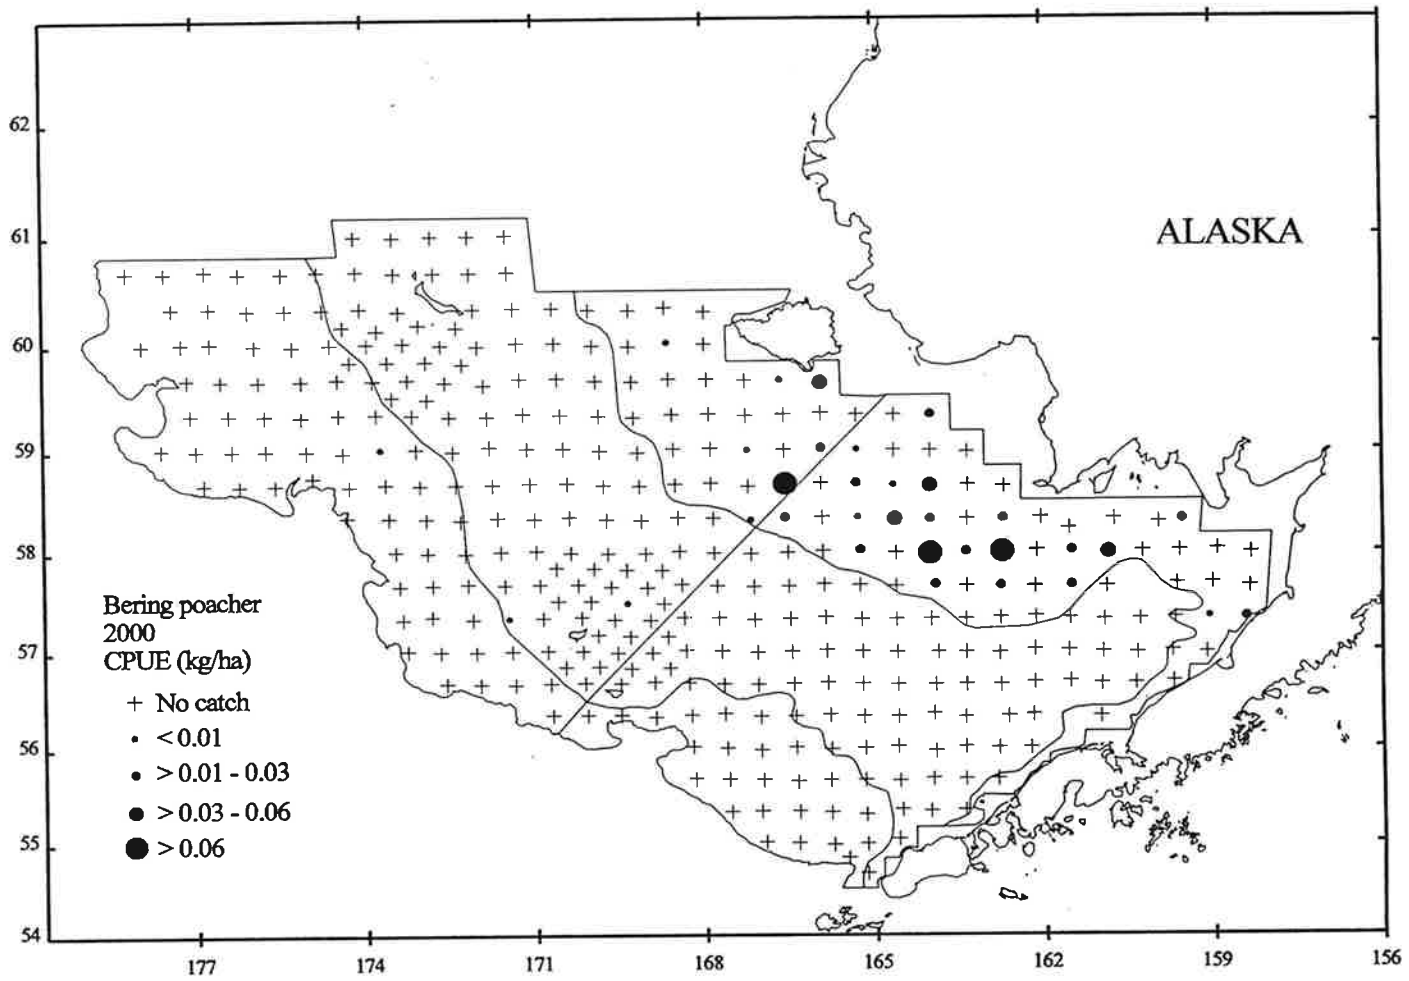 ALASKA
62
61
60
59
58
57
56
55
54
Bering poacher
2000
CPUE (kg/ha)
+ No catch
< 0.01
> 0.01 - 0.03
> 0.03 - 0.06
> 0.06
177 174 171 168 165 162 159 156